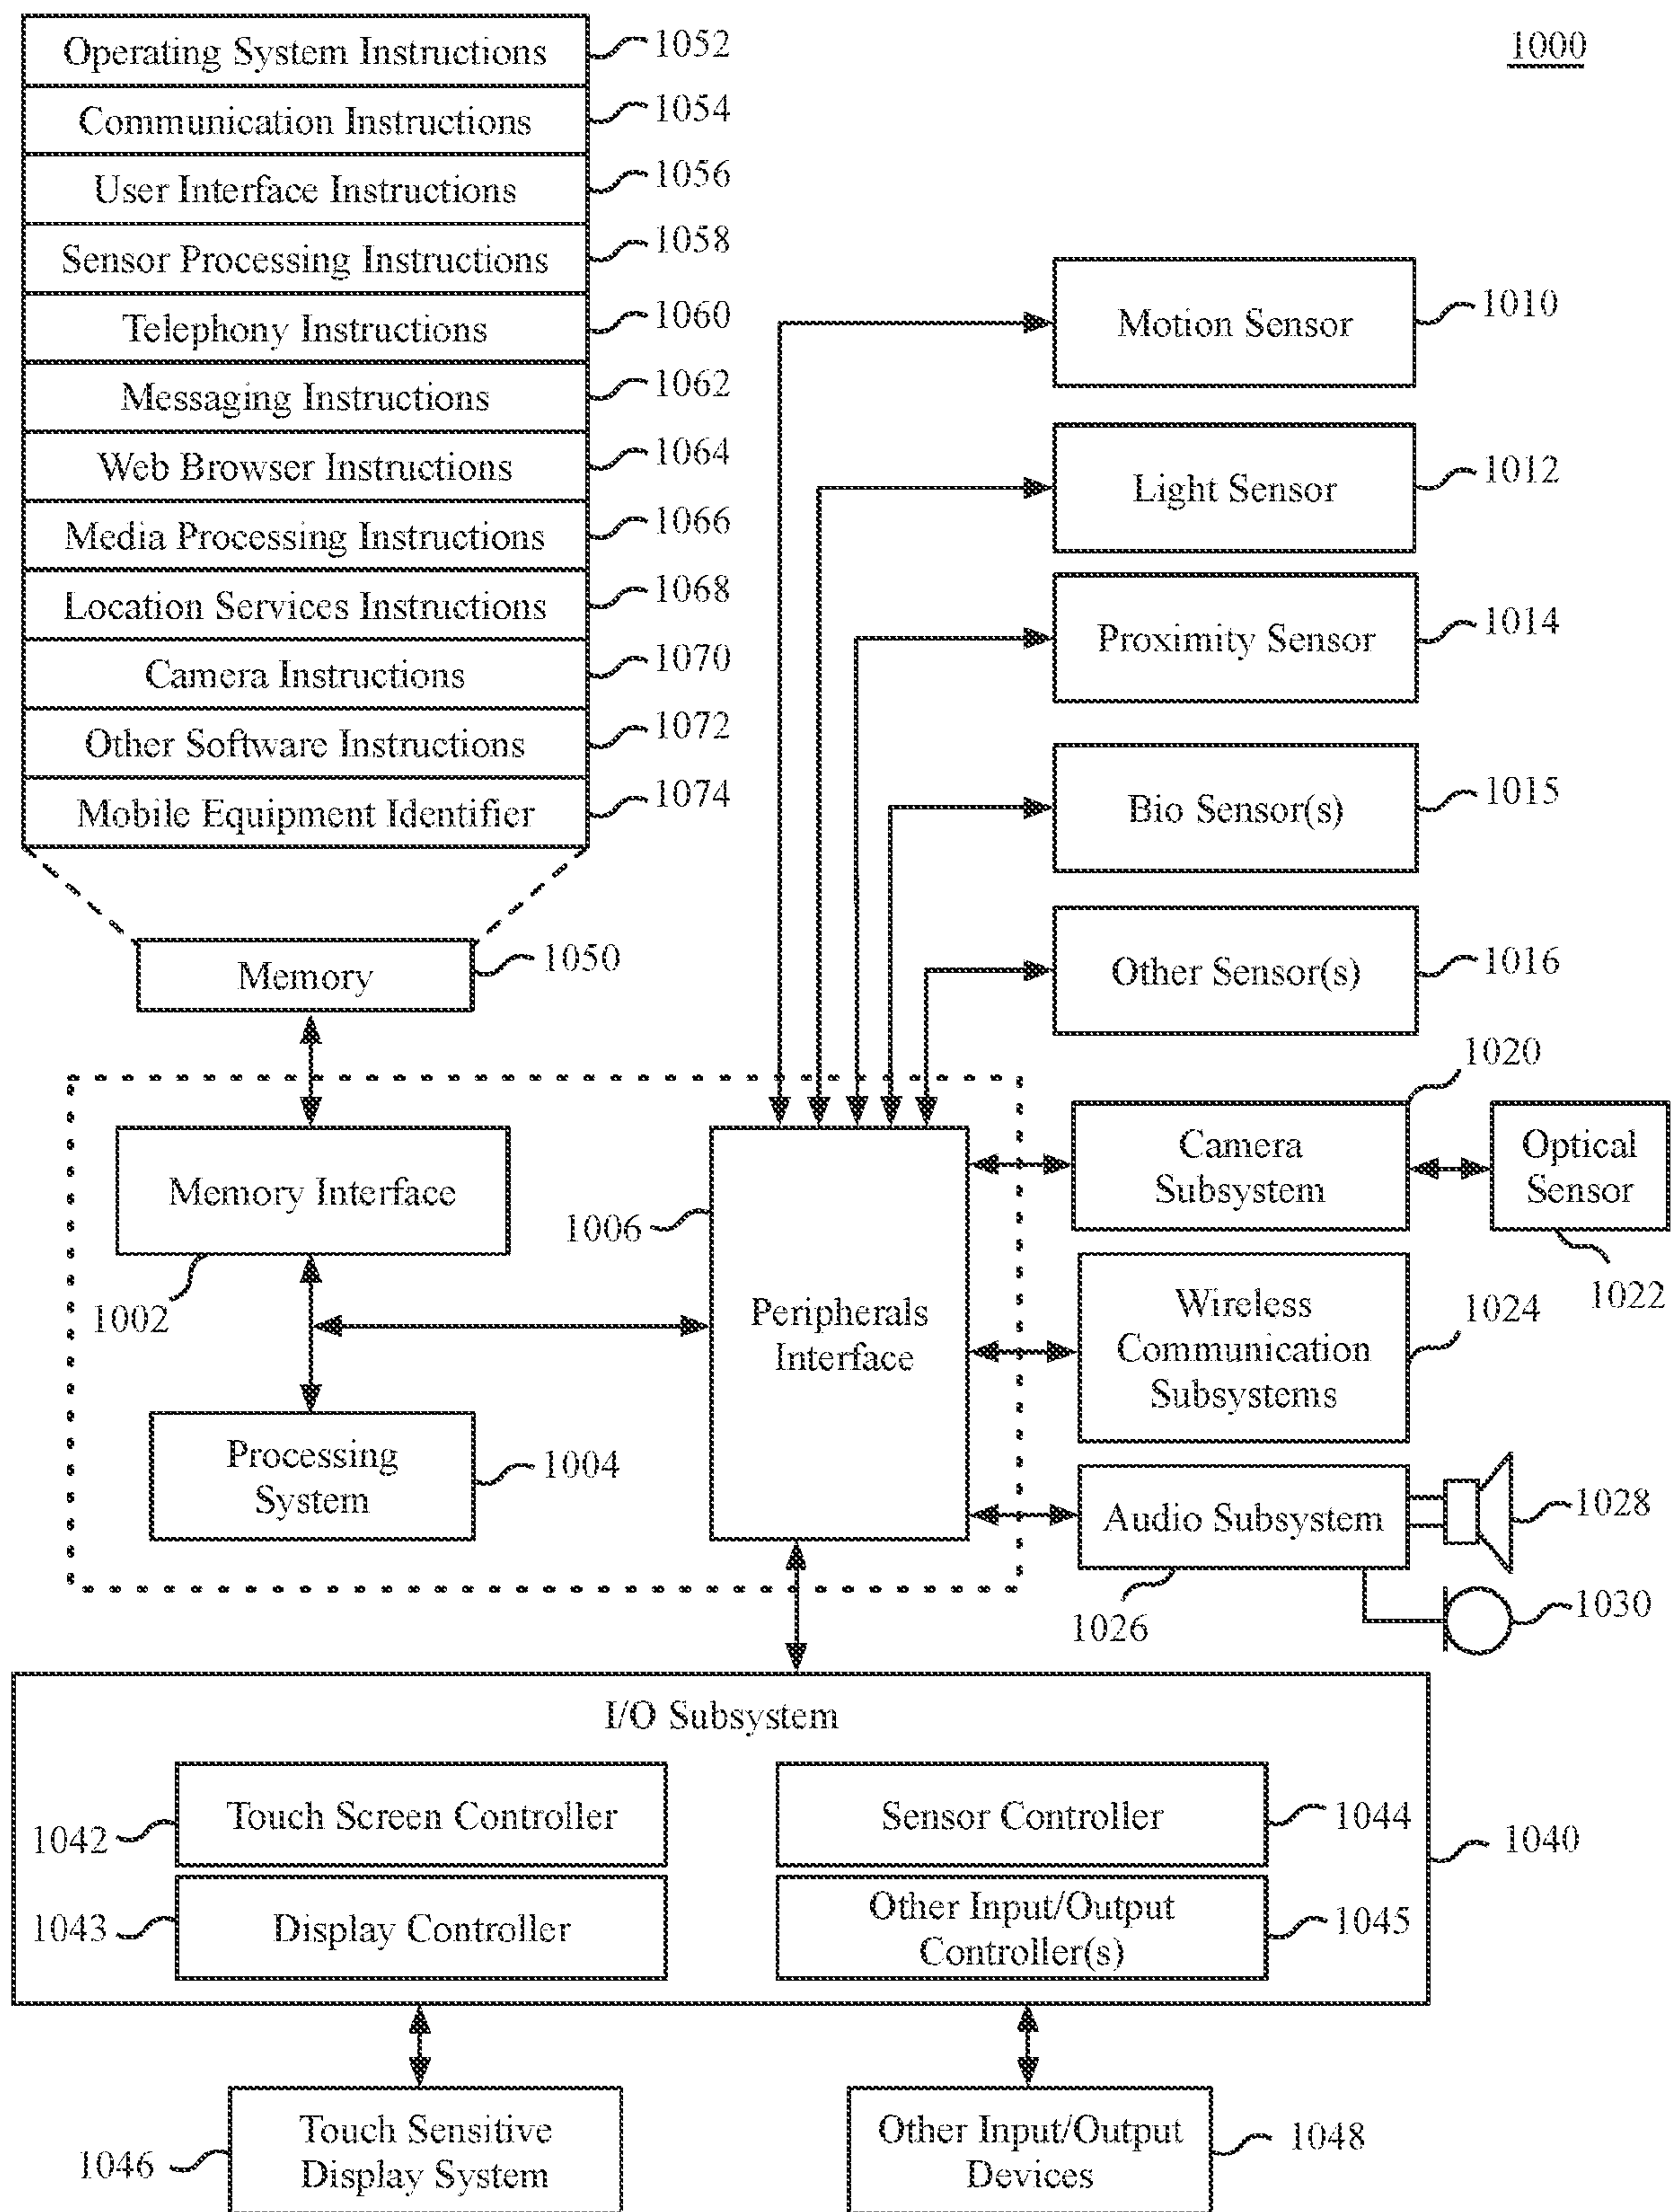 1000
Operating System Instructions
1052
Communication Instructions
1054
User Interface Instructions
1056
Sensor Processing Instructions
1058
Telephony Instructions
1060
Messaging Instructions
1062
Web Browser Instructions
1064
Media Processing Instructions
1066
Location Services Instructions
1068
Camera Instructions
1070
Other Software Instructions
1072
Mobile Equipment Identifier
1074
Memory
1050
Motion Sensor
1010
Light Sensor
1012
Proximity Sensor
1014
Bio Sensor(s)
1015
Other Sensor(s)
1016
Memory Interface
1002
Processing
System
1004
1006
Peripherals
Interface
1020
Camera
Subsystem
Optical
Sensor
1022
Wireless
Communication
Subsystems
1024
Audio Subsystem
1026
1028
1030
I/O Subsystem
1040
Touch Screen Controller
1042
Display Controller
1043
Sensor Controller
1044
Other Input/Output
Controller(s)
1045
Touch Sensitive
Display System
1046
Other Input/Output
Devices
1048